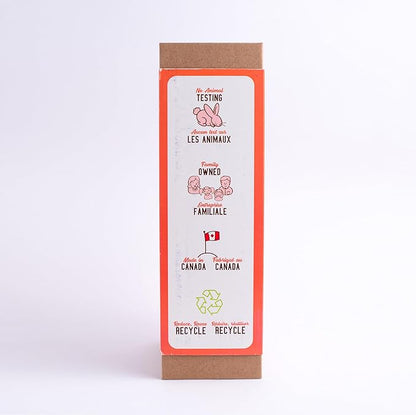 No Animal
TESTING
Aucun test sur
LES ANIMAUX
Family
OWNED
Entreprise
FAMILIALE
Made in Fabriqué au
CANADA CANADA
Reduce, Reuse Réduire, réutiliser
RECYCLE RECYCLE